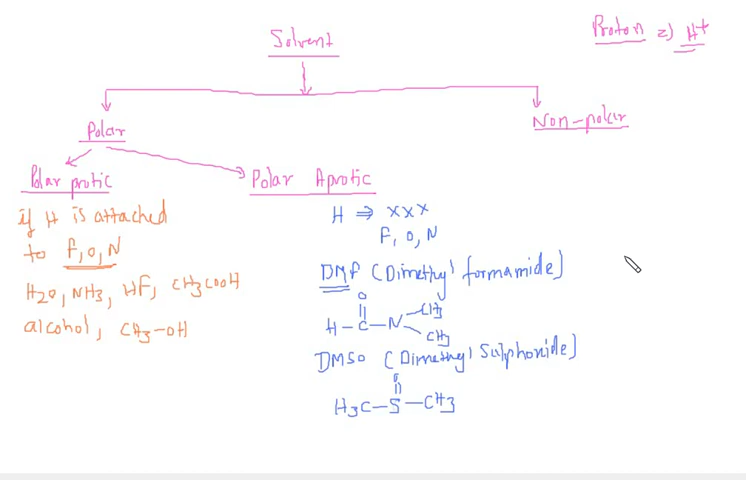 Solvent
Proton => H+
Polar
Non-polar
Polar protic
Polar Aprotic
if H is attached
to F, O, N
H2O, NH3, HF, CH3COOH
alcohol, CH3-OH
H ⇒ xxx
F, O, N
DMF (Dimethyl formamide)
O
||
H-C-N
CH3
CH3
DMSO (Dimethyl Sulphoxide)
O
||
H3C-S-CH3